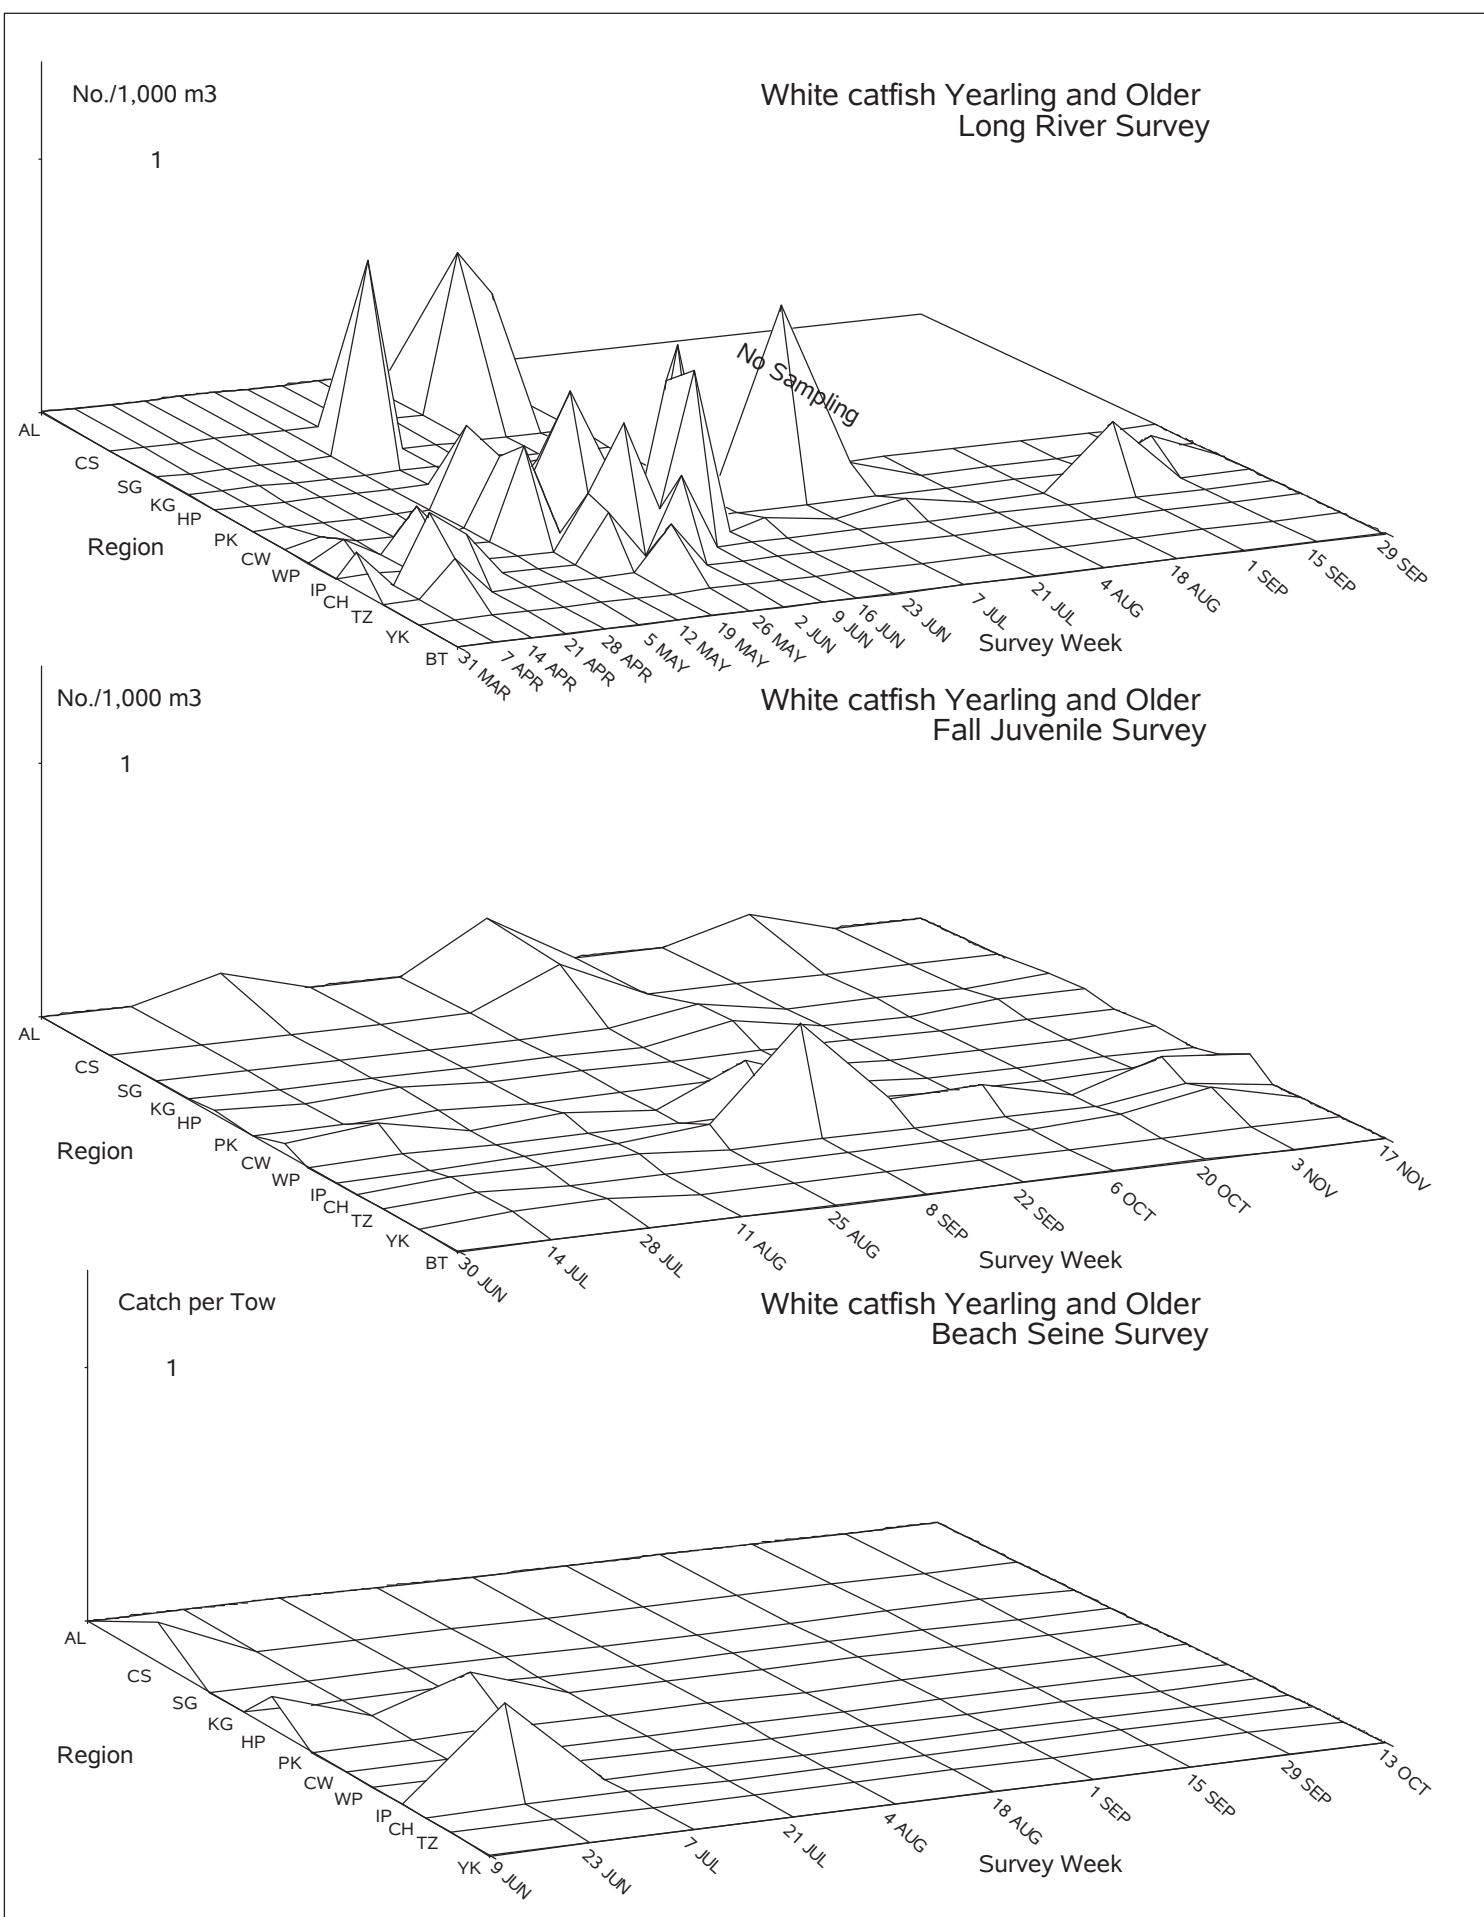 No./1,000 m3
White catfish Yearling and Older
Long River Survey
1
No Sampling
AL
CS
SG
KG
HP
PK
CW
WP
IP
CH
TZ
YK
BT
Region
31 MAR
7 APR
14 APR
21 APR
28 APR
5 MAY
12 MAY
19 MAY
26 MAY
2 JUN
9 JUN
16 JUN
23 JUN
7 JUL
21 JUL
4 AUG
18 AUG
1 SEP
15 SEP
29 SEP
Survey Week
No./1,000 m3
White catfish Yearling and Older
Fall Juvenile Survey
1
AL
CS
SG
KG
HP
PK
CW
WP
IP
CH
TZ
YK
BT
Region
30 JUN
14 JUL
28 JUL
11 AUG
25 AUG
8 SEP
22 SEP
6 OCT
20 OCT
3 NOV
17 NOV
Survey Week
Catch per Tow
White catfish Yearling and Older
Beach Seine Survey
1
AL
CS
SG
KG
HP
PK
CW
WP
IP
CH
TZ
YK
Region
9 JUN
23 JUN
7 JUL
21 JUL
4 AUG
18 AUG
1 SEP
15 SEP
29 SEP
13 OCT
Survey Week